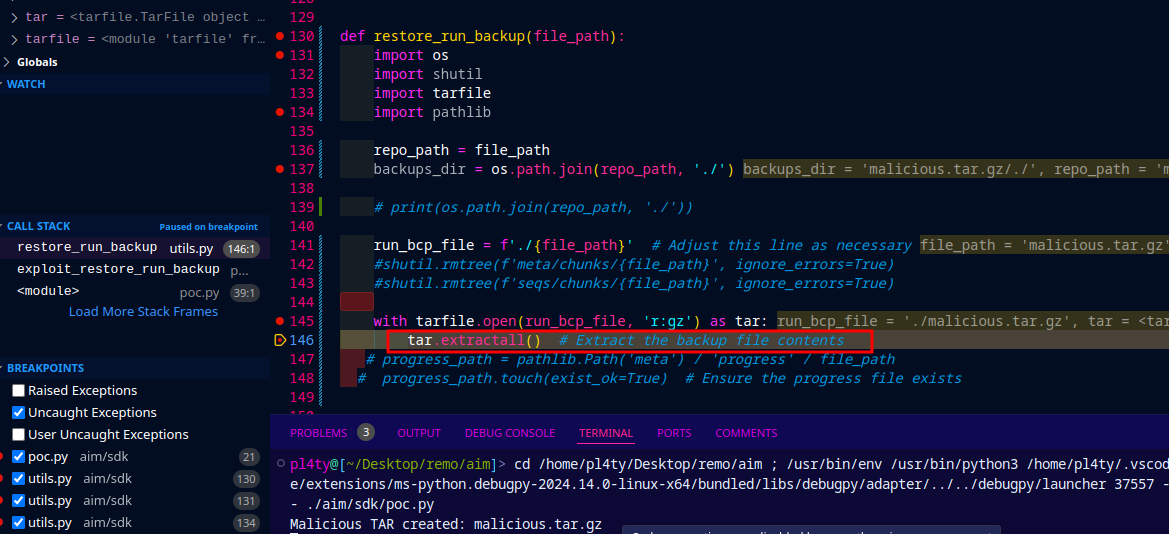 tar = <tarfile.TarFile object …
tarfile = <module 'tarfile' fr…
Globals
WATCH
CALL STACK Paused on breakpoint
restore_run_backup utils.py 146:1
exploit_restore_run_backup p…
<module> poc.py 39:1
Load More Stack Frames
BREAKPOINTS
Raised Exceptions
Uncaught Exceptions
User Uncaught Exceptions
poc.py aim/sdk 21
utils.py aim/sdk 130
utils.py aim/sdk 131
utils.py aim/sdk 134
129
130 def restore_run_backup(file_path):
131 import os
132 import shutil
133 import tarfile
134 import pathlib
135
136 repo_path = file_path
137 backups_dir = os.path.join(repo_path, './') backups_dir = 'malicious.tar.gz/./', repo_path = 'm
138
139 # print(os.path.join(repo_path, './'))
140
141 run_bcp_file = f'./{file_path}' # Adjust this line as necessary file_path = 'malicious.tar.gz'
142 #shutil.rmtree(f'meta/chunks/{file_path}', ignore_errors=True)
143 #shutil.rmtree(f'seqs/chunks/{file_path}', ignore_errors=True)
144
145 with tarfile.open(run_bcp_file, 'r:gz') as tar: run_bcp_file = './malicious.tar.gz', tar = <tar
146 tar.extractall() # Extract the backup file contents
147 # progress_path = pathlib.Path('meta') / 'progress' / file_path
148 # progress_path.touch(exist_ok=True) # Ensure the progress file exists
149
PROBLEMS 3 OUTPUT DEBUG CONSOLE TERMINAL PORTS COMMENTS
pl4ty@[~/Desktop/remo/aim]> cd /home/pl4ty/Desktop/remo/aim ; /usr/bin/env /usr/bin/python3 /home/pl4ty/.vscod
e/extensions/ms-python.debugpy-2024.14.0-linux-x64/bundled/libs/debugpy/adapter/../../debugpy/launcher 37557 -
- ./aim/sdk/poc.py
Malicious TAR created: malicious.tar.gz